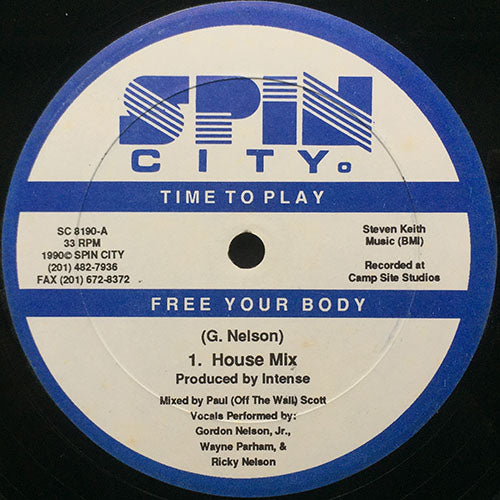 SPIN
CITY.
TIME TO PLAY
SC 8190-A
33 RPM
1990© SPIN CITY
(201) 482-7936
FAX (201) 672-8372
Steven Keith
Music (BMI)
Recorded at
Camp Site Studios
FREE YOUR BODY
(G. Nelson)
1. House Mix
Produced by Intense
Mixed by Paul (Off The Wall) Scott
Vocals Performed by:
Gordon Nelson, Jr.,
Wayne Parham, &
Ricky Nelson